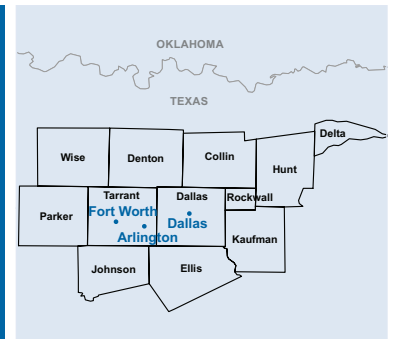 OKLAHOMA
TEXAS
Delta
Wise
Denton
Collin
Hunt
Tarrant
Dallas
Rockwall
Parker
Fort Worth
Dallas
Arlington
Kaufman
Johnson
Ellis